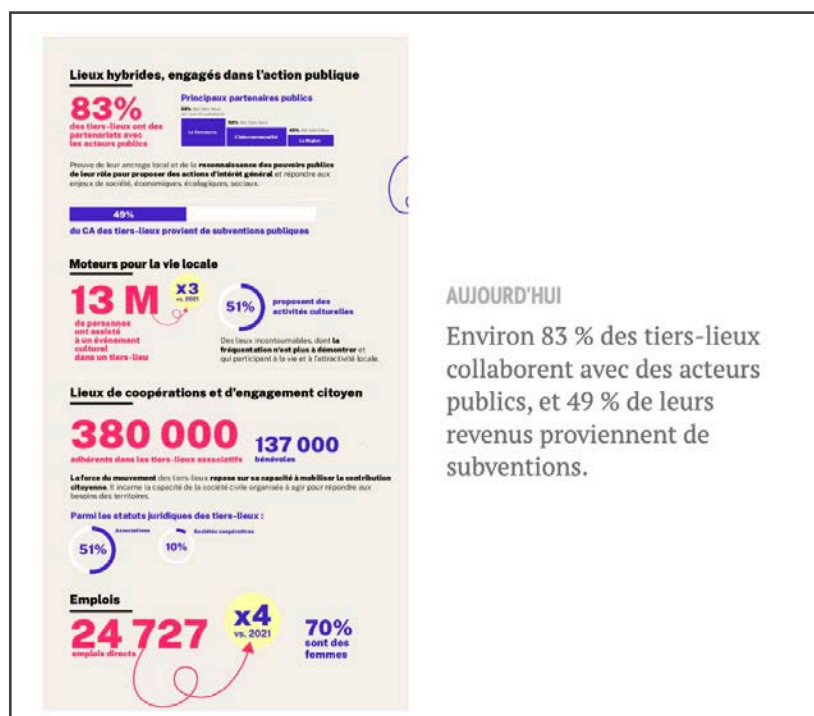 Lieux hybrides, engagés dans l'action publique
83%
des tiers-lieux ont des
partenariats avec
les acteurs publics
Principaux partenaires publics
La Commune
L'Intercommunalité
La Région
Preuve de leur ancrage local et de la reconnaissance des pouvoirs publics
de leur rôle pour proposer des actions d'intérêt général et répondre aux
enjeux de société, économiques, écologiques, sociaux.
49%
du CA des tiers-lieux provient de subventions publiques
Moteurs pour la vie locale
13 M
de personnes
ont assisté
à un événement
culturel
dans un tiers-lieu
x3
vs. 2021
51%
proposent des
activités culturelles
Des lieux incontournables, dont la
fréquentation n'est plus à démontrer et
qui participent à la vie et à l'attractivité locale.
Lieux de coopérations et d'engagement citoyen
380 000
adhérents dans les tiers-lieux associatifs
137 000
bénévoles
La force du mouvement des tiers-lieux repose sur sa capacité à mobiliser la contribution
citoyenne. Il incarne la capacité de la société civile organisée à agir pour répondre aux
besoins des territoires.
Parmi les statuts juridiques des tiers-lieux :
51%
Associations
10%
Sociétés coopératives
Emplois
24 727
emplois directs
x4
vs. 2021
70%
sont des
femmes
AUJOURD'HUI
Environ 83 % des tiers-lieux
collaborent avec des acteurs
publics, et 49 % de leurs
revenus proviennent de
subventions.